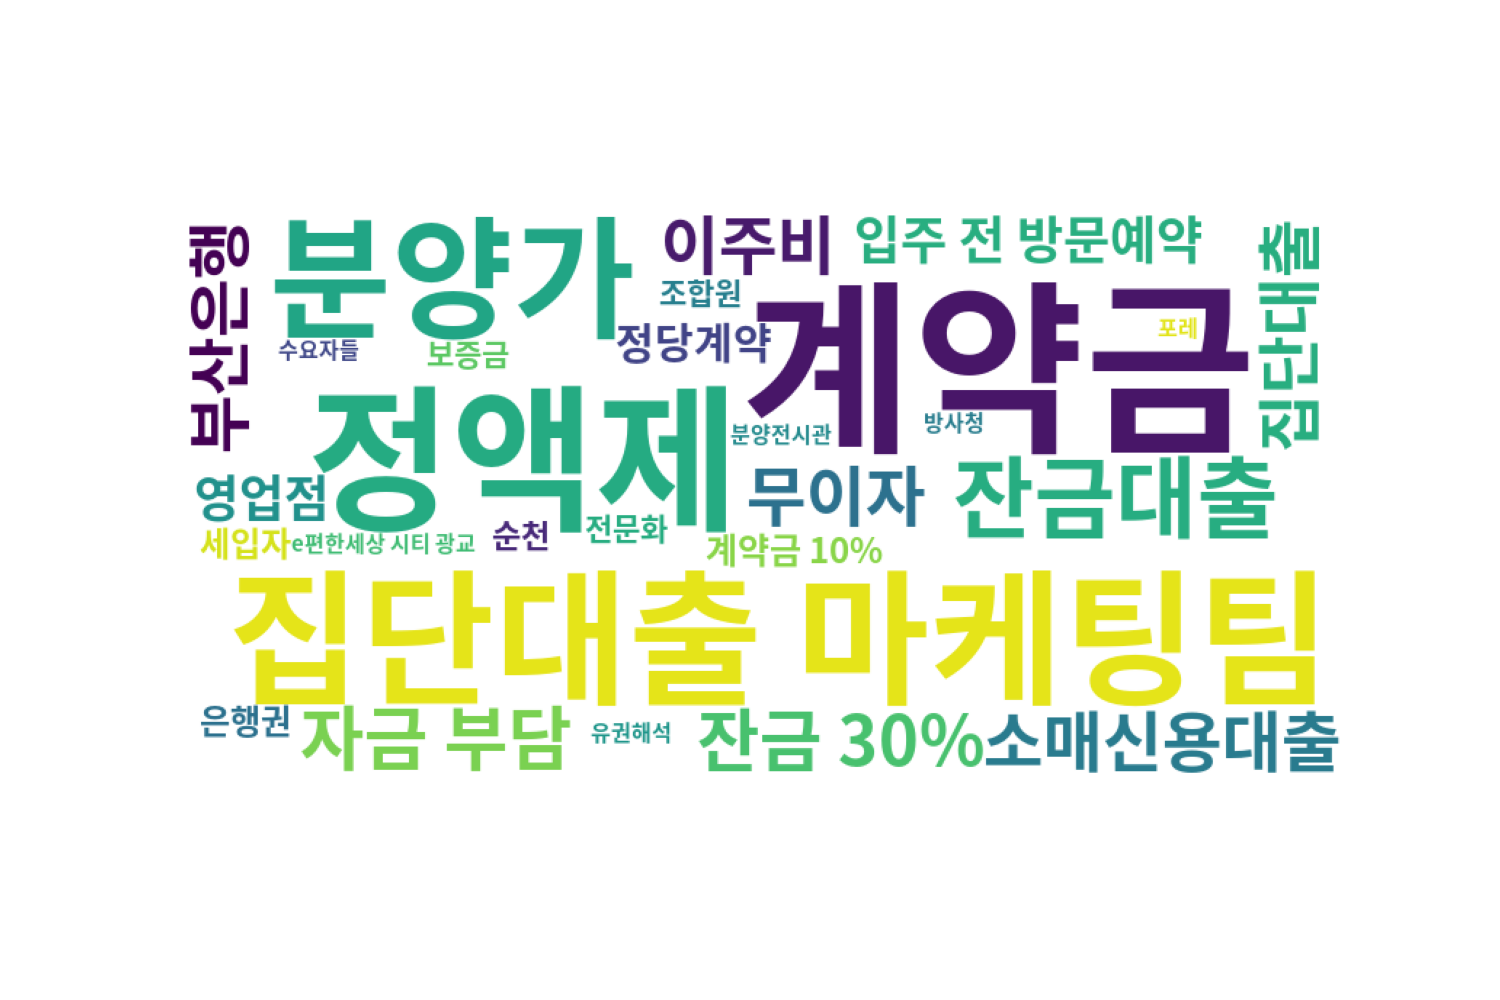 부산은행
분양가
이주비
입주 전 방문예약
집단대출
조합원
계약금
포레
수요자들
보증금
정당계약
정액제
분양전시관
방사청
영업점
무이자
잔금대출
세입자
e편한세상 시티 광교
순천
전문화
계약금 10%
집단대출 마케팅팀
은행권
자금 부담
유권해석
잔금 30%
소매신용대출